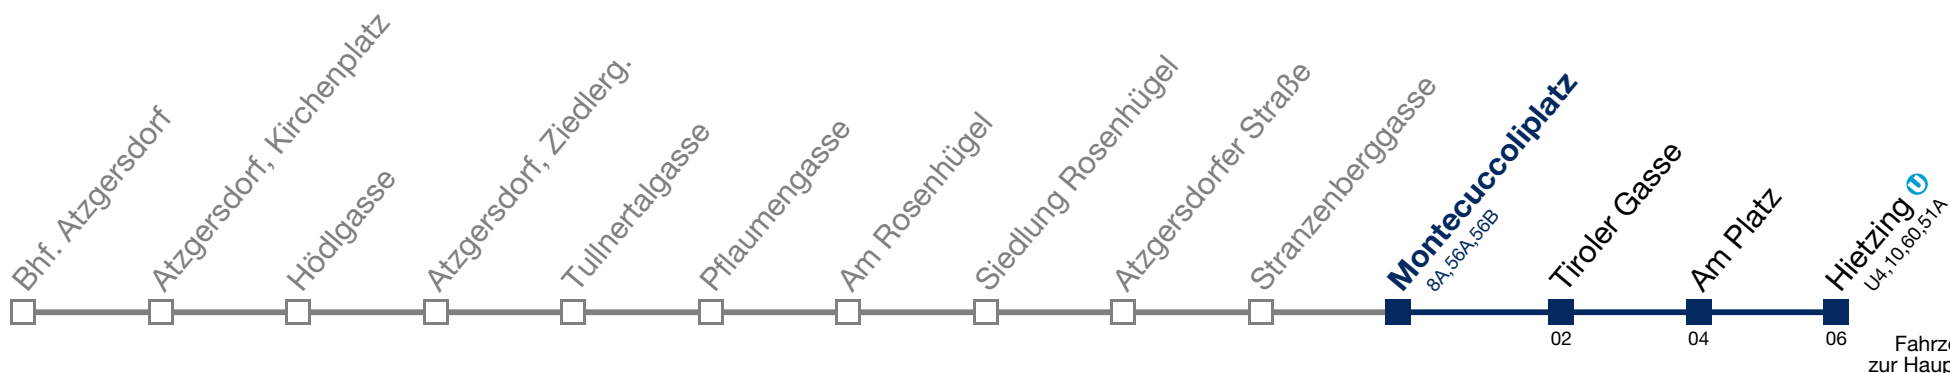 Bhf. Atzgersdorf
Atzgersdorf, Kirchenplatz
Hödlgasse
Atzgersdorf, Ziedlerg.
Tullnertalgasse
Pflaumengasse
Am Rosenhügel
Siedlung Rosenhügel
Atzgersdorfer Straße
Stranzenberggasse
Montecuccoliplatz
8A,56A,56B
Tiroler Gasse
Am Platz
Hietzing U
U4,10,60,51A
02
04
06
zur